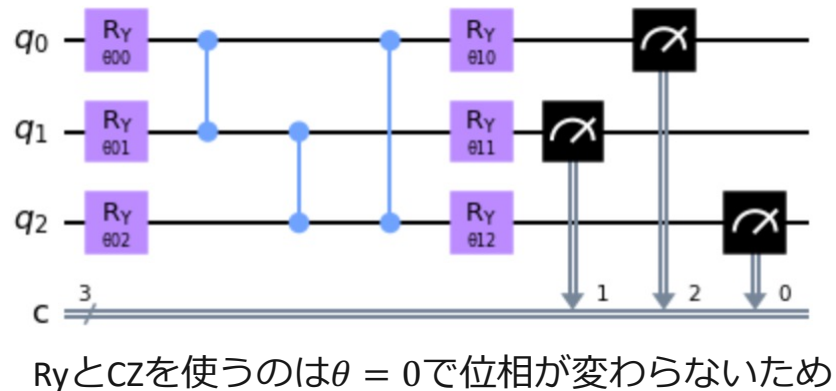 q0 RY θ00 RY θ10
q1 RY θ01 RY θ11
q2 RY θ02 RY θ12
c 3 1 2 0
RyとCZを使うのは𝜃 = 0で位相が変わらないため